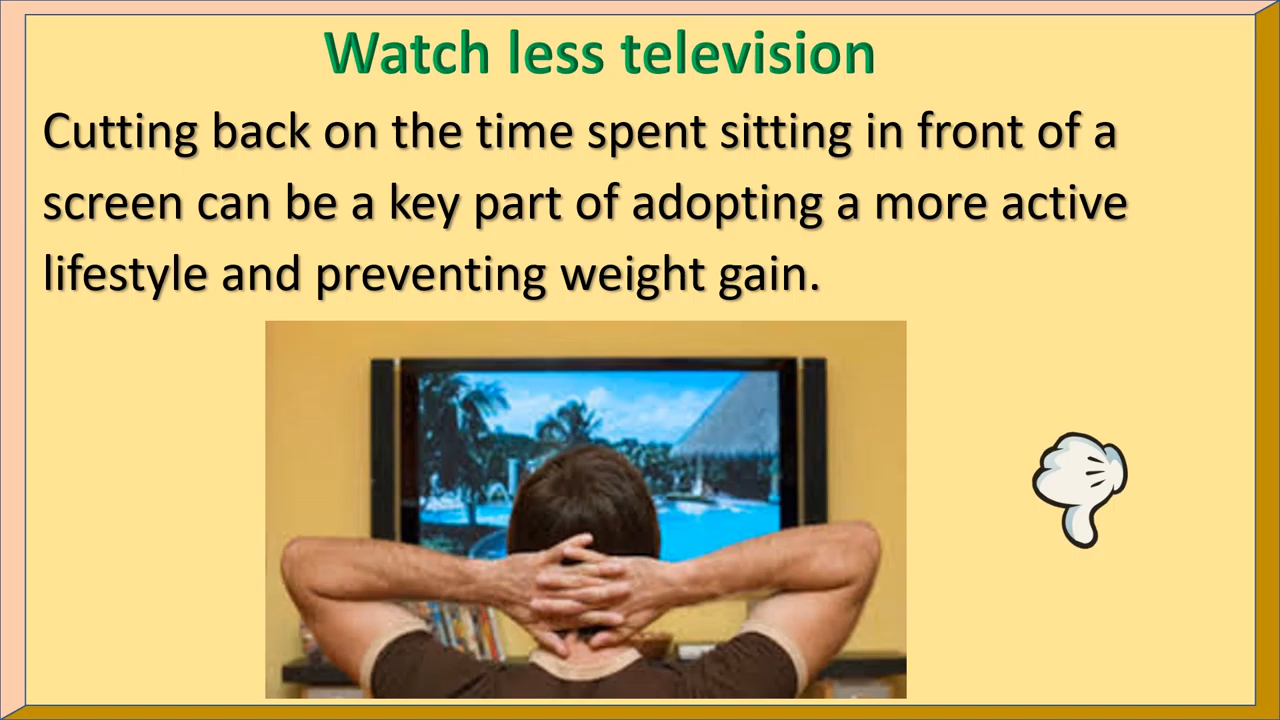 Watch less television
Cutting back on the time spent sitting in front of a
screen can be a key part of adopting a more active
lifestyle and preventing weight gain.